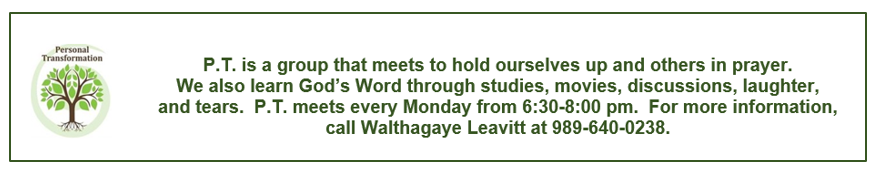 Personal
Transformation
P.T. is a group that meets to hold ourselves up and others in prayer.
We also learn God’s Word through studies, movies, discussions, laughter,
and tears.  P.T. meets every Monday from 6:30-8:00 pm.  For more information,
call Walthagaye Leavitt at 989-640-0238.